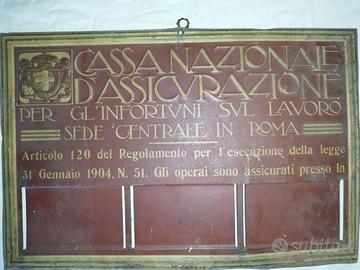 CASSA NAZIONALE
D'ASSICVRAZIONE
PER GL'INFORTVNI SVL LAVORO
SEDE CENTRALE IN ROMA
Articolo 120 del Regolamento per l'esecuzione della legge
31 Gennaio 1904, N. 51. Gli operai sono assicurati presso la
subito